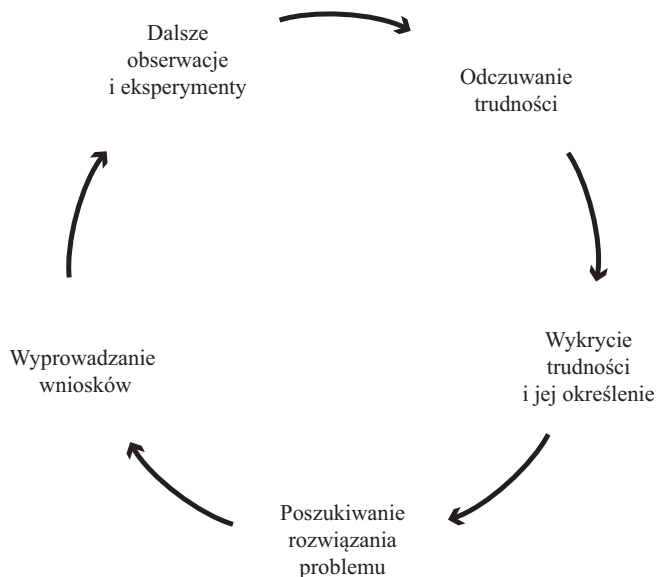 Dalsze
obserwacje
i eksperymenty
Odczuwanie
trudności
Wykrycie
trudności
i jej określenie
Poszukiwanie
rozwiązania
problemu
Wyprowadzanie
wniosków